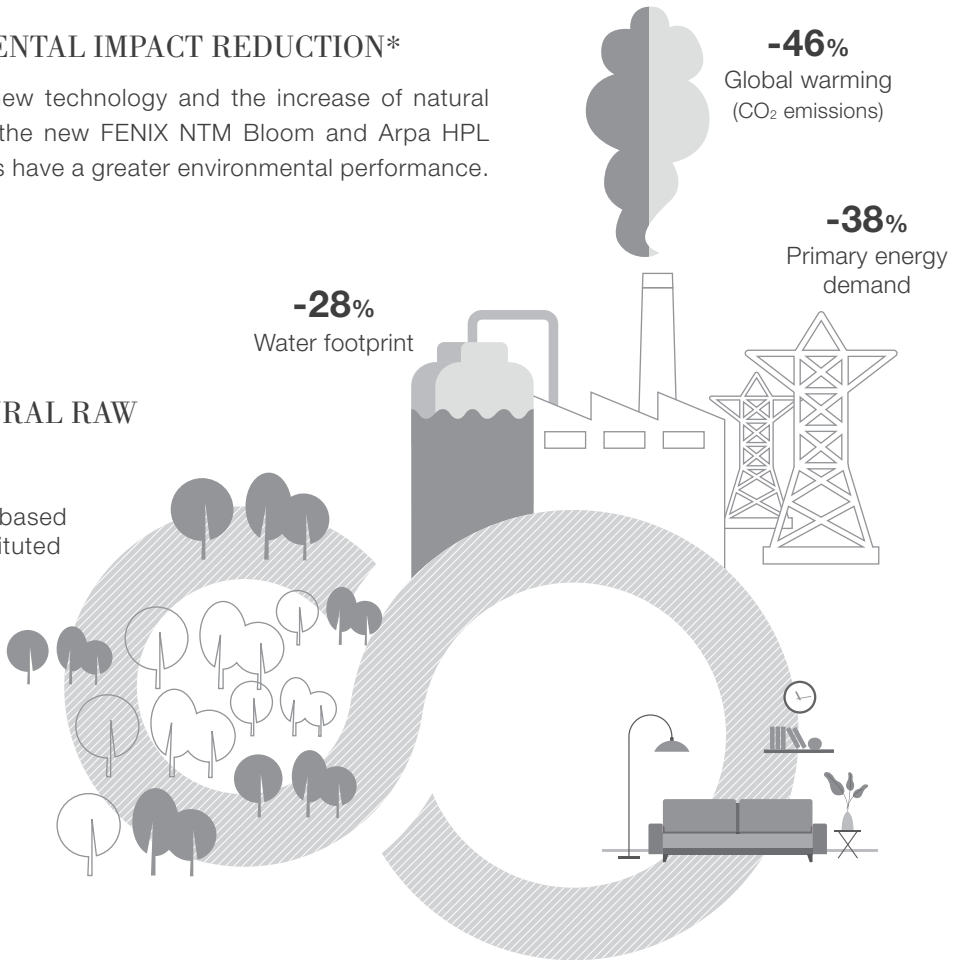 ENTAL IMPACT REDUCTION*
ew technology and the increase of natural
the new FENIX NTM Bloom and Arpa HPL
s have a greater environmental performance.
-46%
Global warming
(CO₂ emissions)
-38%
Primary energy
demand
-28%
Water footprint
RAL RAW
based
ituted